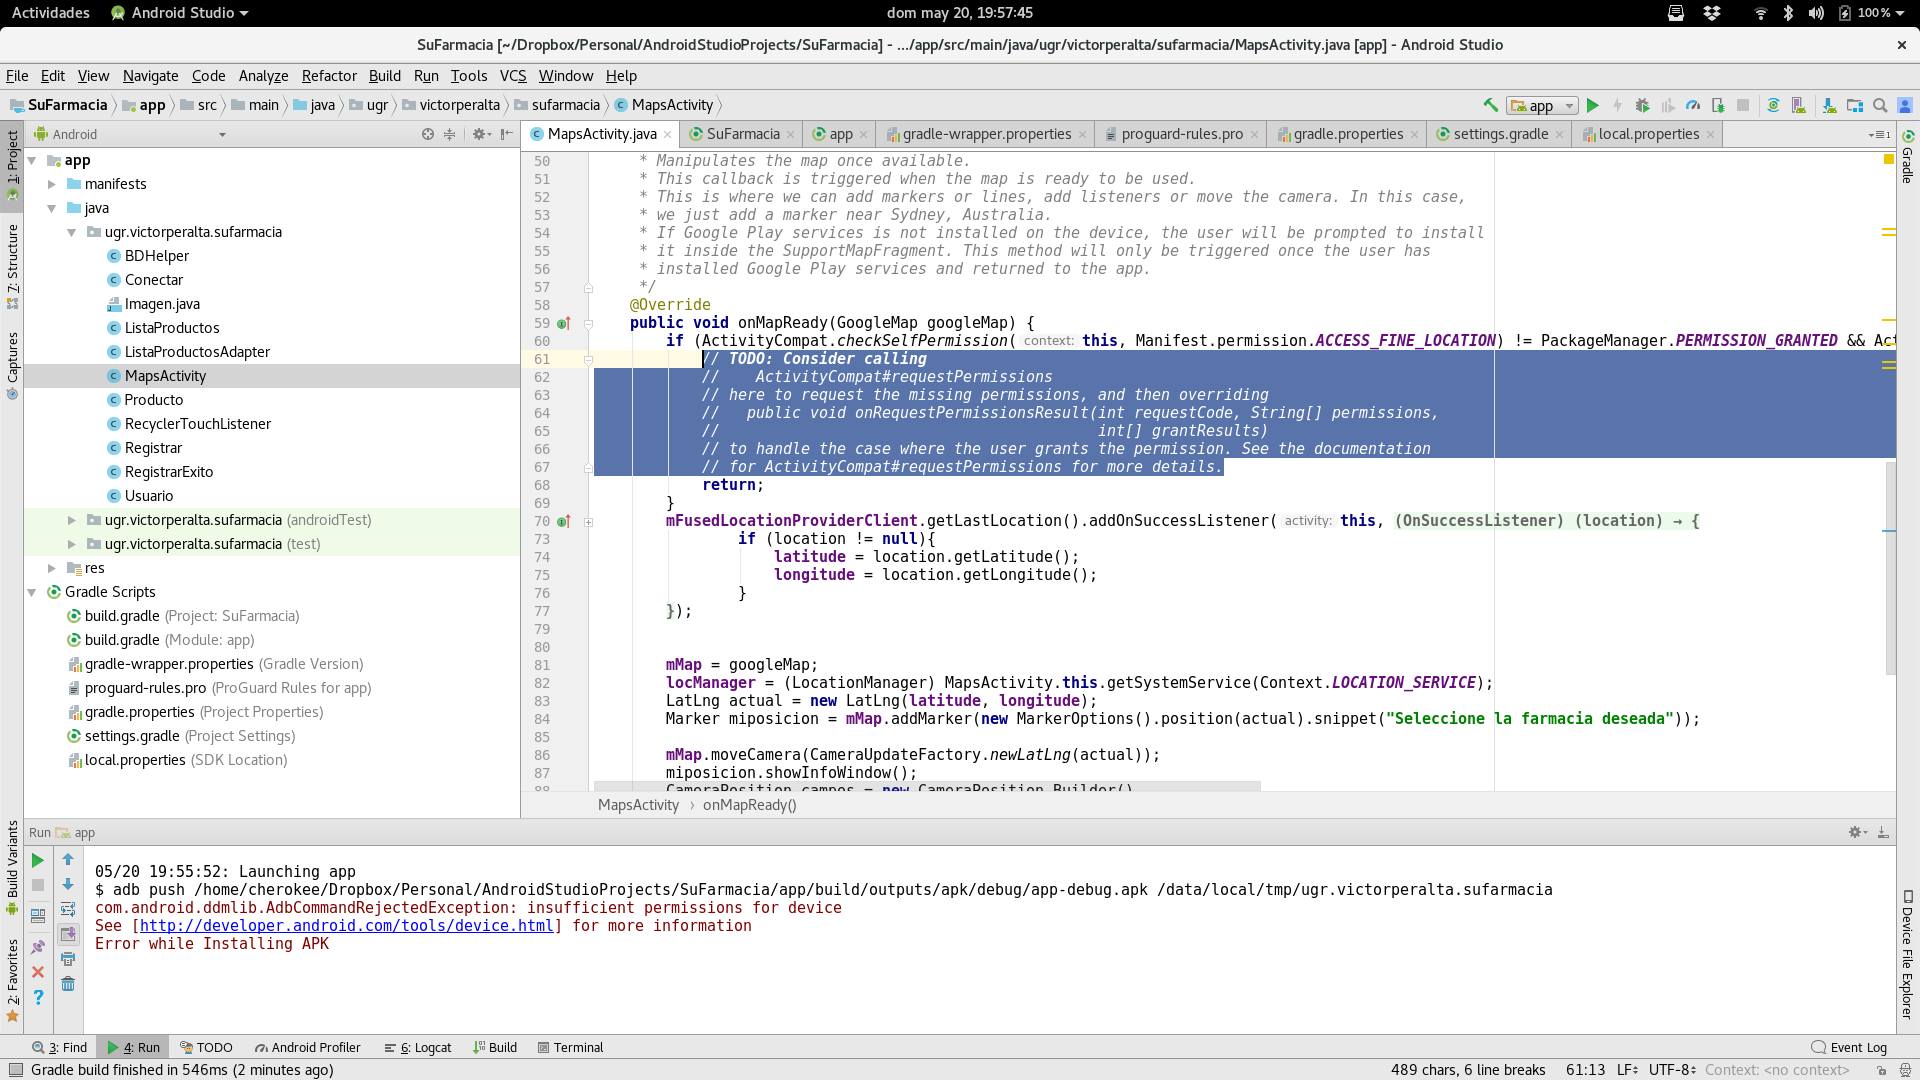 Actividades Android Studio dom may 20, 19:57:45 100%
SuFarmacia [~/Dropbox/Personal/AndroidStudioProjects/SuFarmacia] - .../app/src/main/java/ugr/victorperalta/sufarmacia/MapsActivity.java [app] - Android Studio
File Edit View Navigate Code Analyze Refactor Build Run Tools VCS Window Help
SuFarmacia app src main java ugr victorperalta sufarmacia MapsActivity app
Android
MapsActivity.java SuFarmacia app gradle-wrapper.properties proguard-rules.pro gradle.properties settings.gradle local.properties
1: Project
7: Structure
Captures
Build Variants
2: Favorites
app
manifests
java
ugr.victorperalta.sufarmacia
BDHelper
Conectar
Imagen.java
ListaProductos
ListaProductosAdapter
MapsActivity
Producto
RecyclerTouchListener
Registrar
RegistrarExito
Usuario
ugr.victorperalta.sufarmacia (androidTest)
ugr.victorperalta.sufarmacia (test)
res
Gradle Scripts
build.gradle (Project: SuFarmacia)
build.gradle (Module: app)
gradle-wrapper.properties (Gradle Version)
proguard-rules.pro (ProGuard Rules for app)
gradle.properties (Project Properties)
settings.gradle (Project Settings)
local.properties (SDK Location)
50 * Manipulates the map once available.
51 * This callback is triggered when the map is ready to be used.
52 * This is where we can add markers or lines, add listeners or move the camera. In this case,
53 * we just add a marker near Sydney, Australia.
54 * If Google Play services is not installed on the device, the user will be prompted to install
55 * it inside the SupportMapFragment. This method will only be triggered once the user has
56 * installed Google Play services and returned to the app.
57 */
58 @Override
59 public void onMapReady(GoogleMap googleMap) {
60 if (ActivityCompat.checkSelfPermission( context: this, Manifest.permission.ACCESS_FINE_LOCATION) != PackageManager.PERMISSION_GRANTED && Act
61 // TODO: Consider calling
62 // ActivityCompat#requestPermissions
63 // here to request the missing permissions, and then overriding
64 // public void onRequestPermissionsResult(int requestCode, String[] permissions,
65 // int[] grantResults)
66 // to handle the case where the user grants the permission. See the documentation
67 // for ActivityCompat#requestPermissions for more details.
68 return;
69 }
70 mFusedLocationProviderClient.getLastLocation().addOnSuccessListener( activity: this, (OnSuccessListener) (location) → {
73 if (location != null){
74 latitude = location.getLatitude();
75 longitude = location.getLongitude();
76 }
77 });
79
80
81 mMap = googleMap;
82 locManager = (LocationManager) MapsActivity.this.getSystemService(Context.LOCATION_SERVICE);
83 LatLng actual = new LatLng(latitude, longitude);
84 Marker miposicion = mMap.addMarker(new MarkerOptions().position(actual).snippet("Seleccione la farmacia deseada"));
85
86 mMap.moveCamera(CameraUpdateFactory.newLatLng(actual));
87 miposicion.showInfoWindow();
88 CameraPosition campos = new CameraPosition.Builder()
MapsActivity › onMapReady()
Gradle
Device File Explorer
Run app
05/20 19:55:52: Launching app
$ adb push /home/cherokee/Dropbox/Personal/AndroidStudioProjects/SuFarmacia/app/build/outputs/apk/debug/app-debug.apk /data/local/tmp/ugr.victorperalta.sufarmacia
com.android.ddmlib.AdbCommandRejectedException: insufficient permissions for device
See [http://developer.android.com/tools/device.html] for more information
Error while Installing APK
3: Find 4: Run TODO Android Profiler 6: Logcat Build Terminal Event Log
Gradle build finished in 546ms (2 minutes ago) 489 chars, 6 line breaks 61:13 LF UTF-8 Context: <no context>